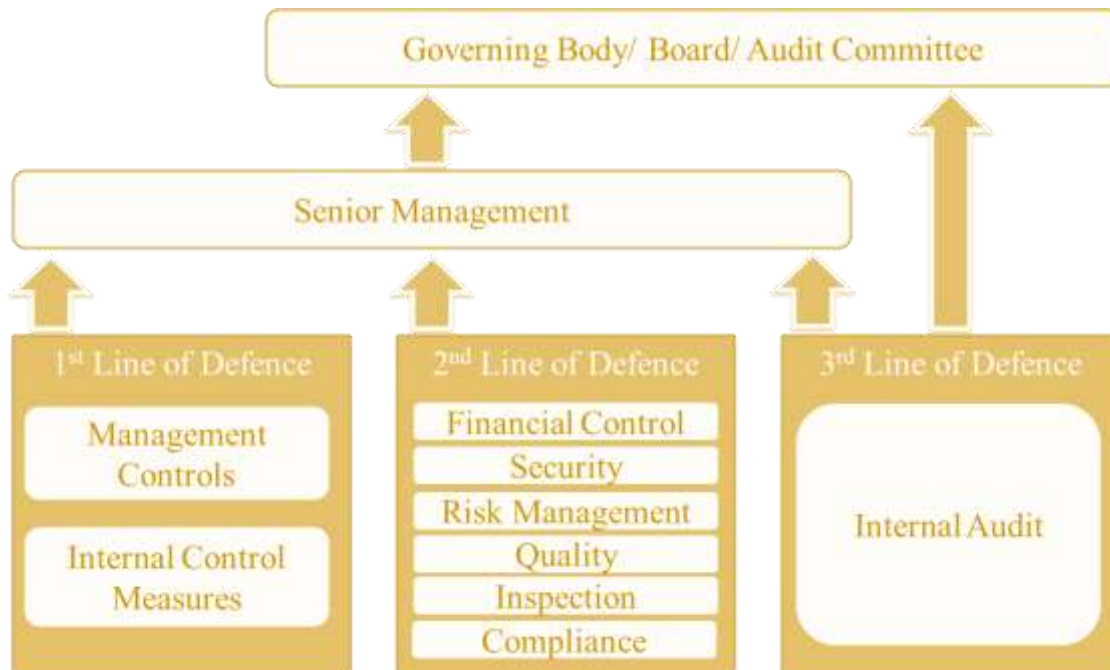 Governing Body/ Board/ Audit Committee
Senior Management
1st Line of Defence
Management
Controls
Internal Control
Measures
2nd Line of Defence
Financial Control
Security
Risk Management
Quality
Inspection
Compliance
3rd Line of Defence
Internal Audit